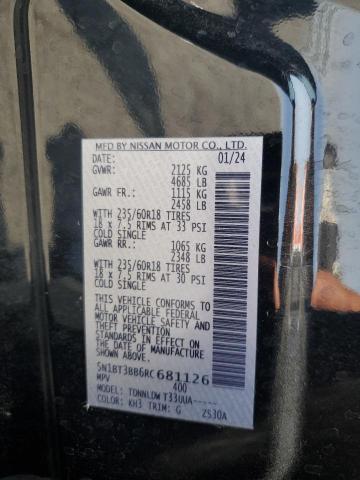 MFD BY NISSAN MOTOR CO., LTD.
DATE: 01/24
GVWR: 2125 KG
4685 LB
GAWR FR.: 1115 KG
2458 LB
WITH 235/60R18 TIRES
18 x 7.5 RIMS AT 33 PSI
COLD SINGLE
GAWR RR.: 1065 KG
2348 LB
WITH 235/60R18 TIRES
18 x 7.5 RIMS AT 30 PSI
COLD SINGLE
THIS VEHICLE CONFORMS TO
ALL APPLICABLE FEDERAL
MOTOR VEHICLE SAFETY AND
THEFT PREVENTION
STANDARDS IN EFFECT ON
THE DATE OF MANUFACTURE
SHOWN ABOVE.
5N1BT3BB6RC681126
MPV 400
MODEL: TDNNLDW T33UUA-----
COLOR: KH3 TRIM: G ZS30A